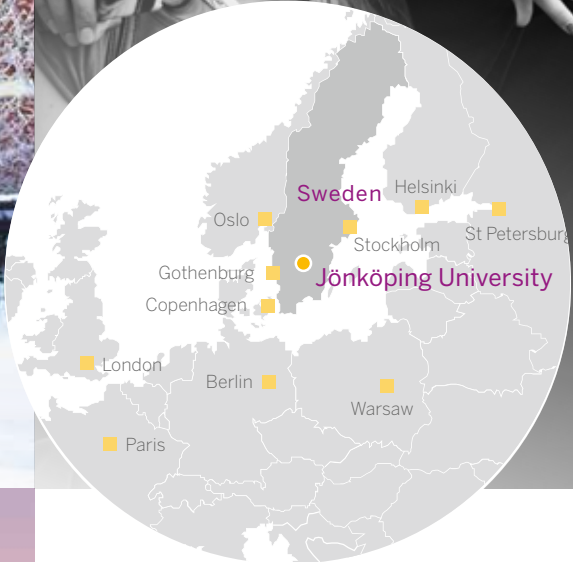 Sweden
Helsinki
Oslo
Stockholm
St Petersburg
Gothenburg
Jönköping University
Copenhagen
London
Berlin
Warsaw
Paris